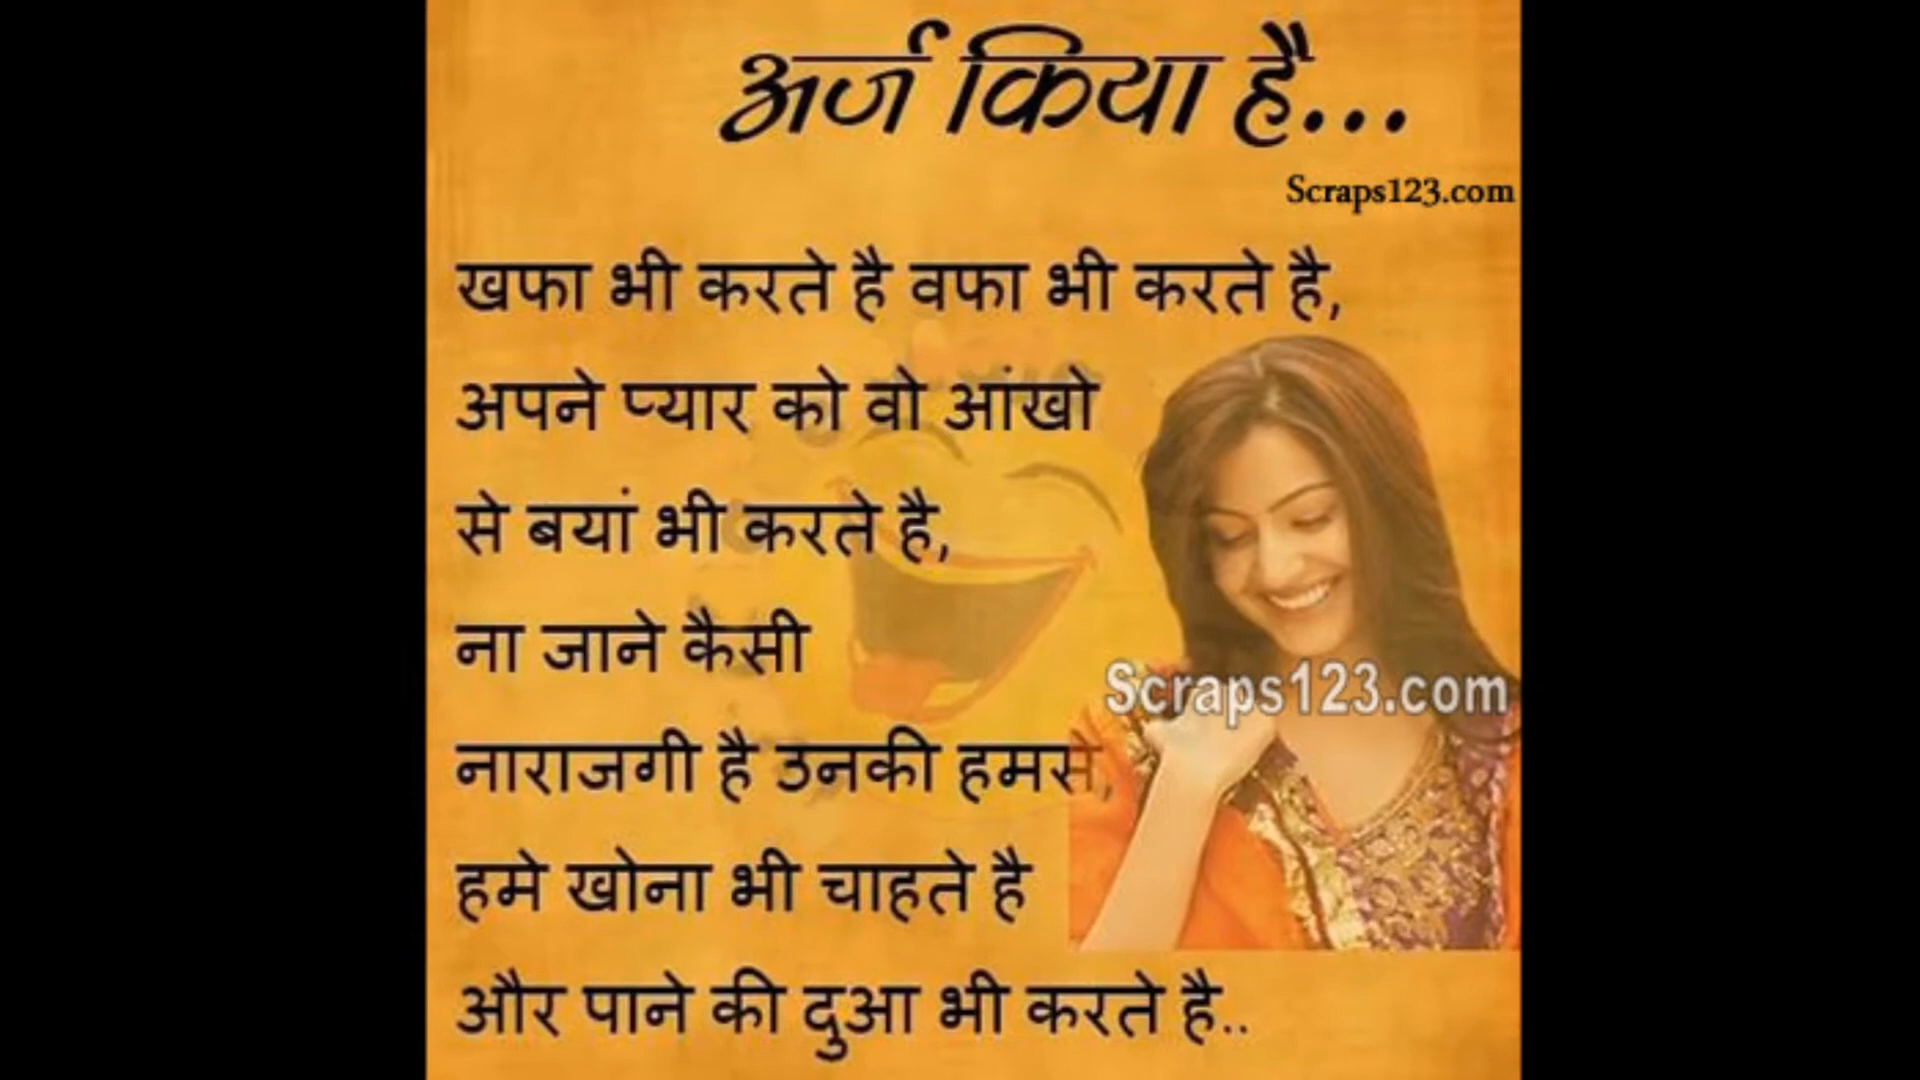 अर्ज किया है...
Scraps123.com
खफा भी करते है वफा भी करते है,
अपने प्यार को वो आंखो
से बयां भी करते है,
ना जाने कैसी
Scraps123.com
नाराजगी है उनकी हमसे,
हमे खोना भी चाहते है
और पाने की दुआ भी करते है..